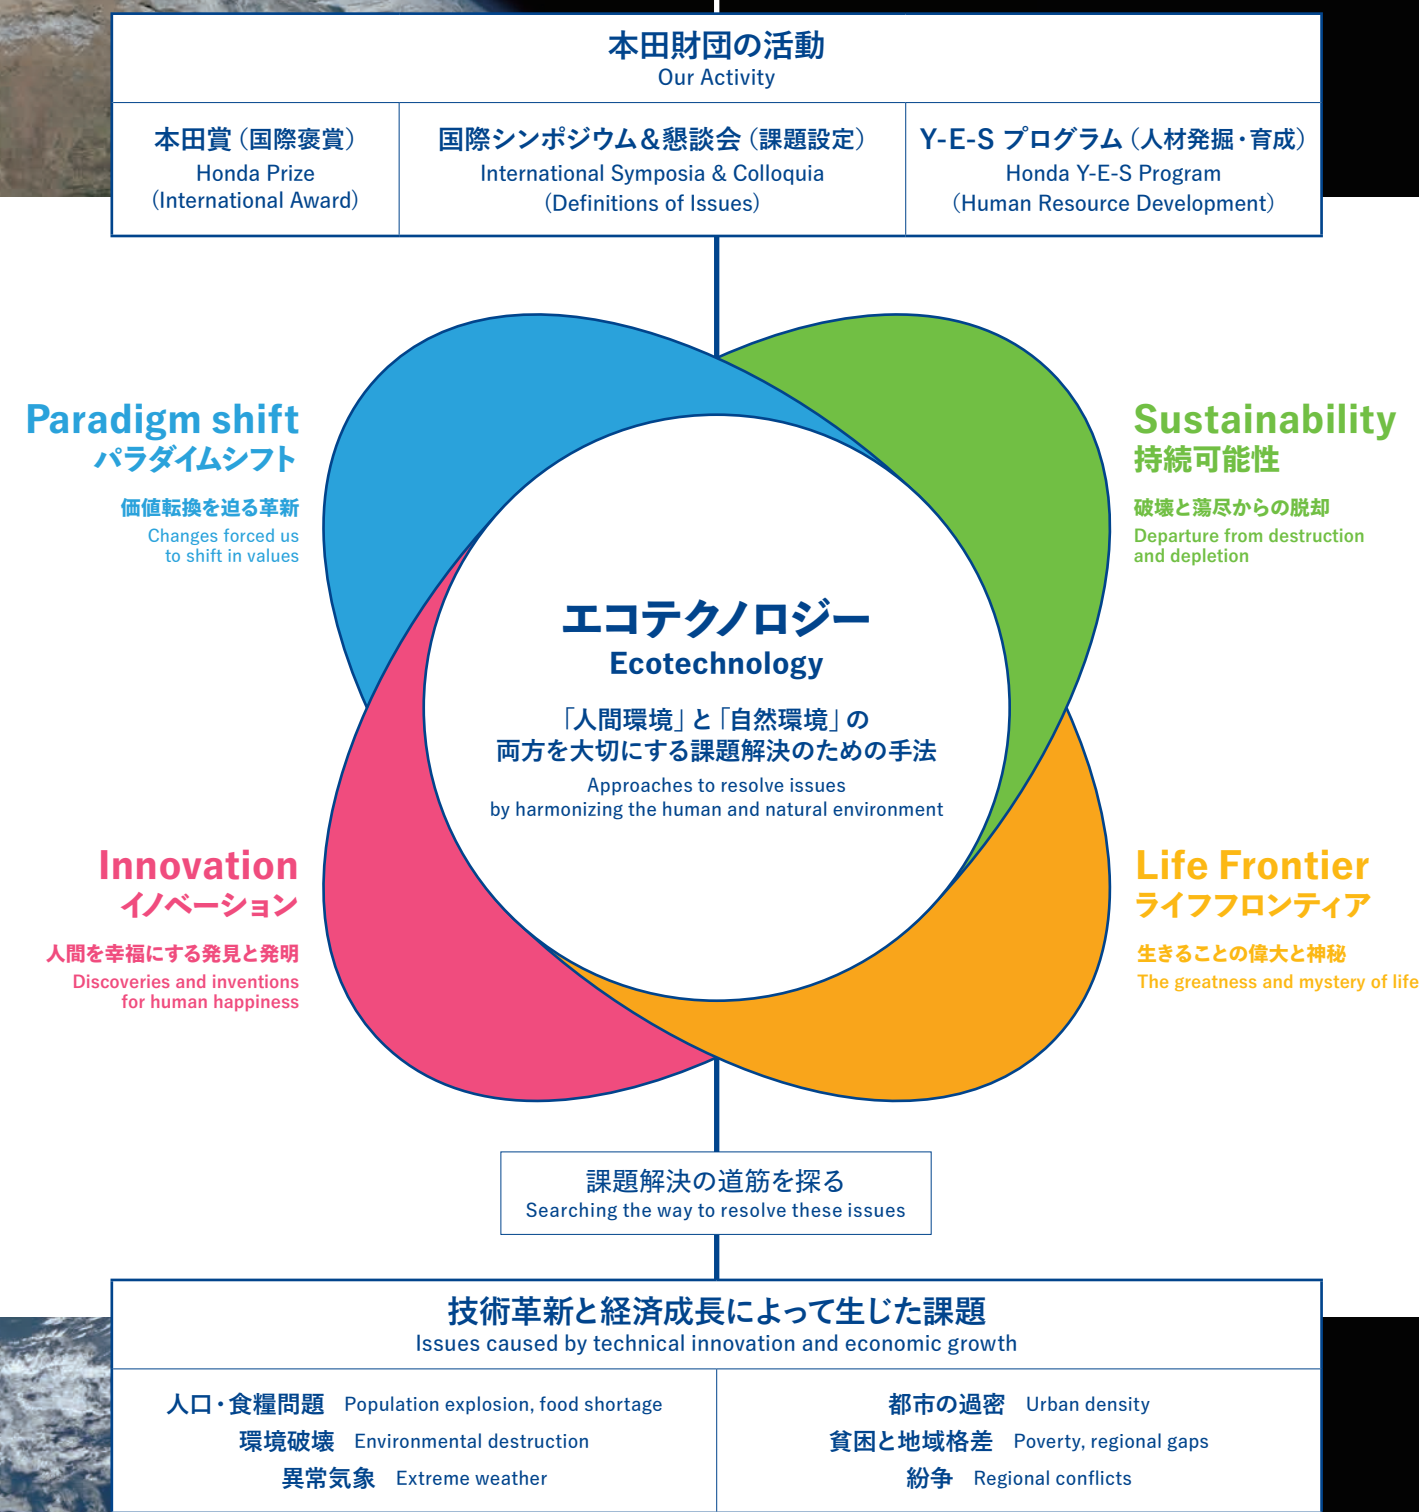 本田財団の活動
Our Activity
本田賞（国際褒賞）
Honda Prize
(International Award)
国際シンポジウム＆懇談会（課題設定）
International Symposia & Colloquia
(Definitions of Issues)
Y-E-S プログラム（人材発掘・育成）
Honda Y-E-S Program
(Human Resource Development)
Paradigm shift
パラダイムシフト
価値転換を迫る革新
Changes forced us
to shift in values
Sustainability
持続可能性
破壊と蕩尽からの脱却
Departure from destruction
and depletion
エコテクノロジー
Ecotechnology
「人間環境」と「自然環境」の
両方を大切にする課題解決のための手法
Approaches to resolve issues
by harmonizing the human and natural environment
Innovation
イノベーション
人間を幸福にする発見と発明
Discoveries and inventions
for human happiness
Life Frontier
ライフフロンティア
生きることの偉大と神秘
The greatness and mystery of life
課題解決の道筋を探る
Searching the way to resolve these issues
技術革新と経済成長によって生じた課題
Issues caused by technical innovation and economic growth
人口・食糧問題 Population explosion, food shortage
環境破壊 Environmental destruction
異常気象 Extreme weather
都市の過密 Urban density
貧困と地域格差 Poverty, regional gaps
紛争 Regional conflicts